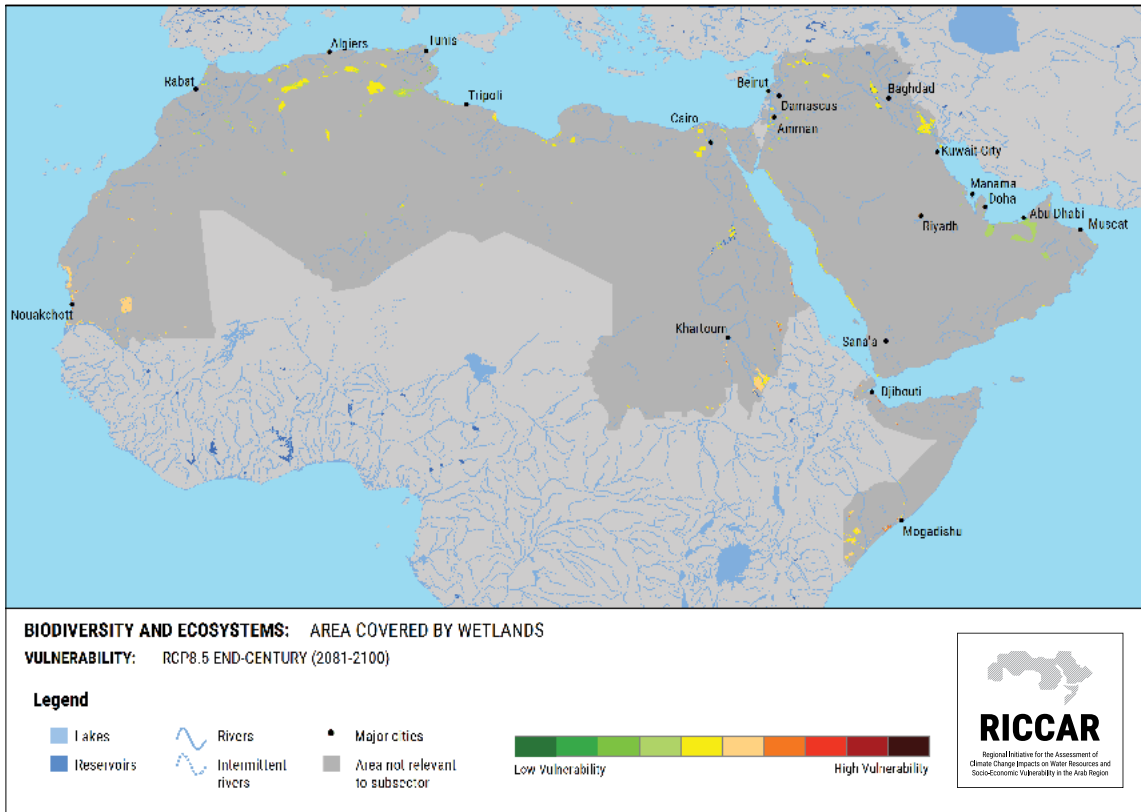 Algiers
Tunis
Rabat
Tripoli
Beirut
Damascus
Baghdad
Cairo
Amman
Kuwait City
Manama
Doha
Abu Dhabi
Riyadh
Muscat
Nouakchott
Khartoum
Sana'a
Djibouti
Mogadishu
BIODIVERSITY AND ECOSYSTEMS: AREA COVERED BY WETLANDS
VULNERABILITY: RCP8.5 END-CENTURY (2081-2100)
Legend
Lakes
Reservoirs
Rivers
Intermittent
rivers
Major cities
Area not relevant
to subsector
Low Vulnerability
High Vulnerability
RICCAR
Regional Initiative for the Assessment of
Climate Change Impacts on Water Resources and
Socio-Economic Vulnerability in the Arab Region